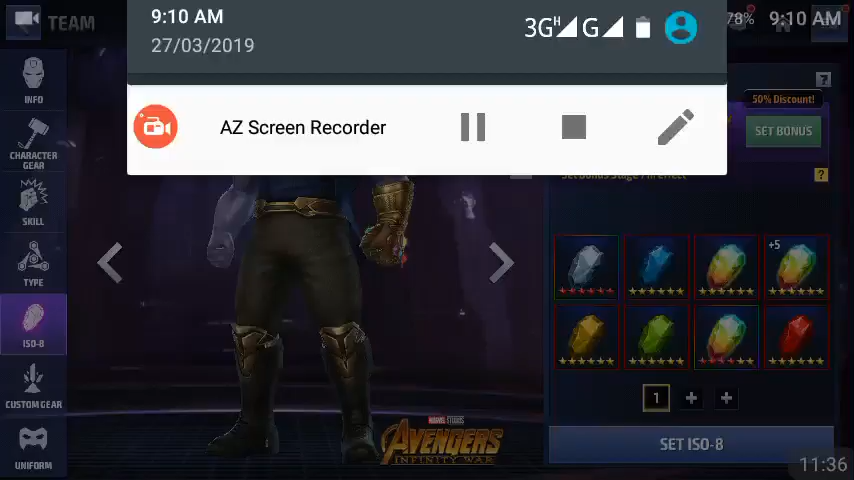 9:10 AM
27/03/2019
3G H G
78% 9:10 AM
TEAM
AZ Screen Recorder
INFO
CHARACTER
GEAR
SKILL
TYPE
ISO-8
CUSTOM GEAR
UNIFORM
?
50% Discount!
SET BONUS
?
+5
1 + +
SET ISO-8
MARVEL STUDIOS
AVENGERS
INFINITY WAR
11:36